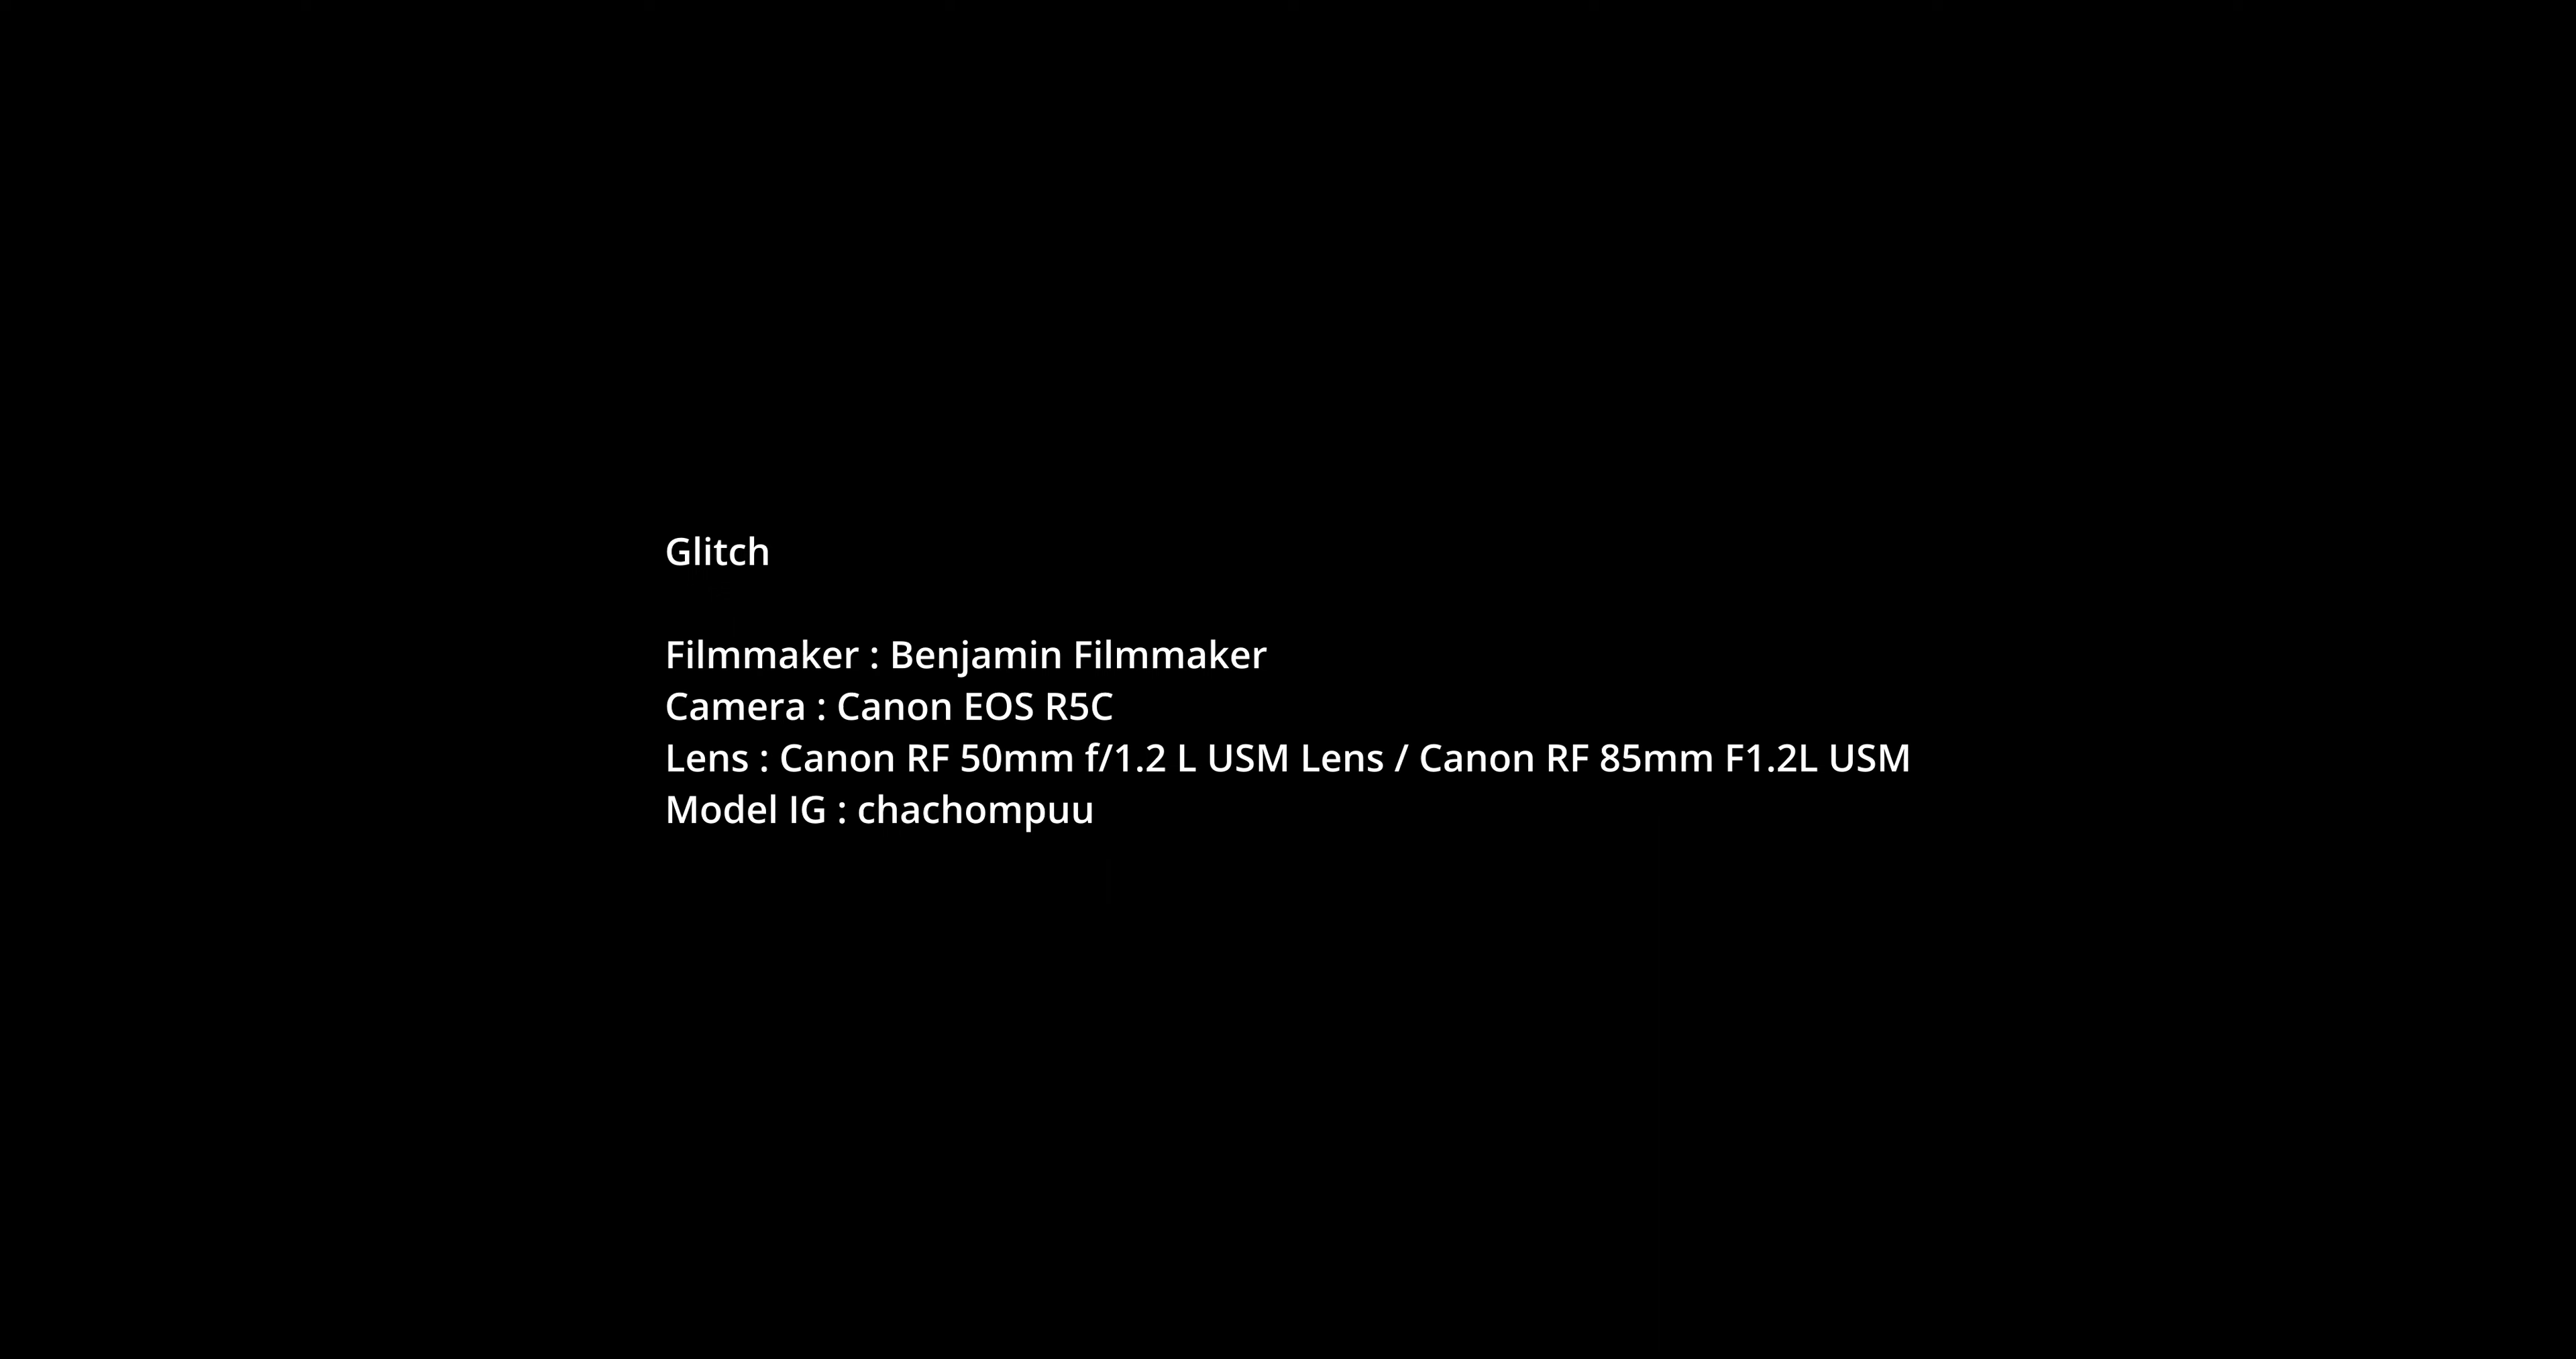 Glitch
Filmmaker : Benjamin Filmmaker
Camera : Canon EOS R5C
Lens : Canon RF 50mm f/1.2 L USM Lens / Canon RF 85mm F1.2L USM
Model IG : chachompuu